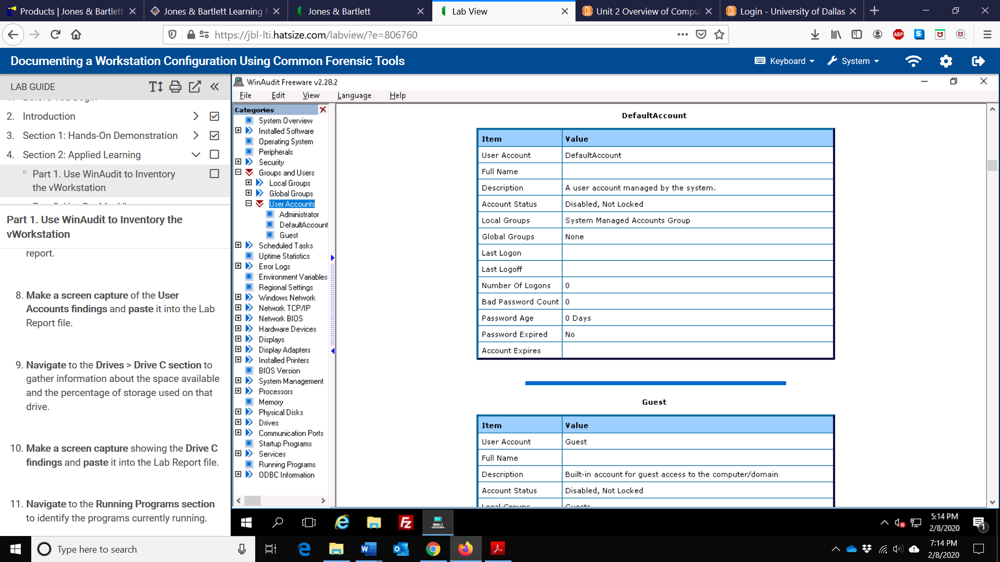 Products | Jones & Bartlett
Jones & Bartlett Learning
Jones & Bartlett
Lab View
Unit 2 Overview of Compu
Login - University of Dallas
https://jbl-lti.hatsize.com/labview/?e=806760
ABP
S
Documenting a Workstation Configuration Using Common Forensic Tools
Keyboard
System
LAB GUIDE
2. Introduction
3. Section 1: Hands-On Demonstration
4. Section 2: Applied Learning
Part 1. Use WinAudit to Inventory
the vWorkstation
Part 1. Use WinAudit to Inventory the
vWorkstation
report.
8. Make a screen capture of the User
Accounts findings and paste it into the Lab
Report file.
9. Navigate to the Drives > Drive C section to
gather information about the space available
and the percentage of storage used on that
drive.
10. Make a screen capture showing the Drive C
findings and paste it into the Lab Report file.
11. Navigate to the Running Programs section
to identify the programs currently running.
WinAudit Freeware v2.28.2
File Edit View Language Help
Categories
System Overview
Installed Software
Operating System
Peripherals
Security
Groups and Users
Local Groups
Global Groups
User Accounts
Administrator
DefaultAccount
Guest
Scheduled Tasks
Uptime Statistics
Error Logs
Environment Variables
Regional Settings
Windows Network
Network TCP/IP
Network BIOS
Hardware Devices
Displays
Display Adapters
Installed Printers
BIOS Version
System Management
Processors
Memory
Physical Disks
Drives
Communication Ports
Startup Programs
Services
Running Programs
ODBC Information
DefaultAccount
Item Value
User Account DefaultAccount
Full Name
Description A user account managed by the system.
Account Status Disabled, Not Locked
Local Groups System Managed Accounts Group
Global Groups None
Last Logon
Last Logoff
Number Of Logons 0
Bad Password Count 0
Password Age 0 Days
Password Expired No
Account Expires
Guest
Item Value
User Account Guest
Full Name
Description Built-in account for guest access to the computer/domain
Account Status Disabled, Not Locked
Local Groups Guests
5:14 PM
2/8/2020
1
Type here to search
7:14 PM
2/8/2020